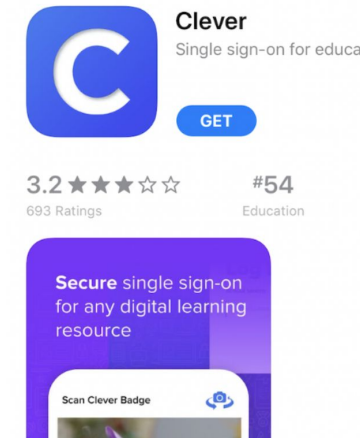 Clever
Single sign-on for educa
GET
3.2 ★★★☆☆
#54
693 Ratings
Education
Secure single sign-on
for any digital learning
resource
Scan Clever Badge